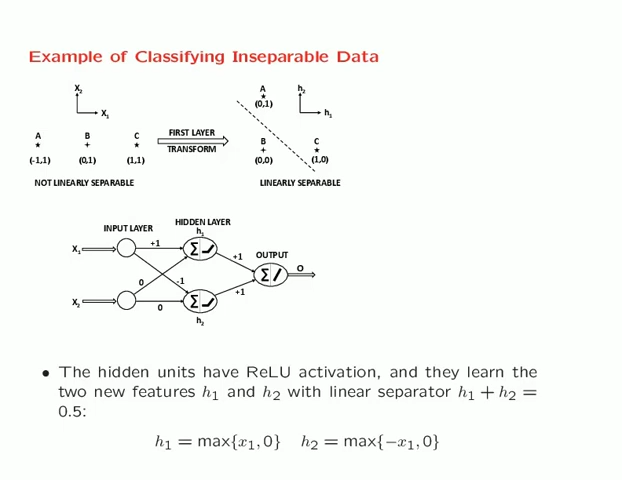 Example of Classifying Inseparable Data
X₂
X₁
A B C
(-1,1) (0,1) (1,1)
NOT LINEARLY SEPARABLE
FIRST LAYER
TRANSFORM
A
(0,1)
h₂
h₁
B
(0,0)
C
(1,0)
LINEARLY SEPARABLE
INPUT LAYER
HIDDEN LAYER
OUTPUT
X₁
X₂
+1
0
-1
0
h₁
Σ
h₂
Σ
+1
+1
Σ
O
• The hidden units have ReLU activation, and they learn the
two new features h₁ and h₂ with linear separator h₁ + h₂ =
0.5:
h₁ = max{x₁, 0} h₂ = max{−x₁, 0}